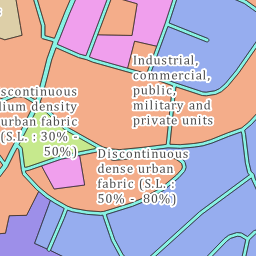 Industrial,
commercial,
public,
military and
private units
iscontinuous
lium density
urban fabric
(S.L. : 30% -
50%)
Discontinuous
dense urban
fabric (S.L. :
50% - 80%)